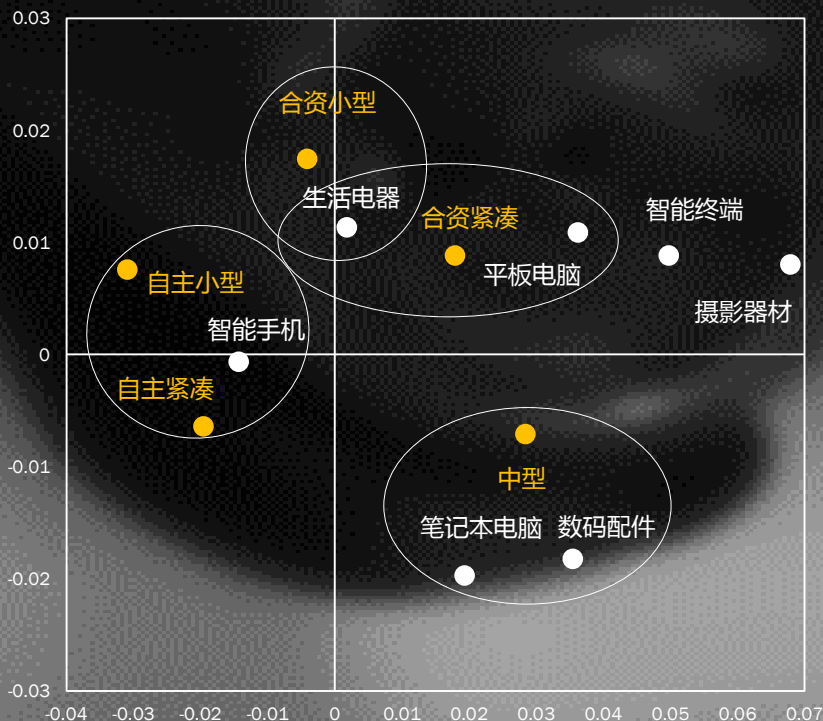 0.03
合资小型
0.02
生活电器
合资紧凑
智能终端
0.01
自主小型
平板电脑
摄影器材
智能手机
0
自主紧凑
-0.01
中型
笔记本电脑 数码配件
-0.02
-0.03
-0.04 -0.03 -0.02 -0.01 0 0.01 0.02 0.03 0.04 0.05 0.06 0.07